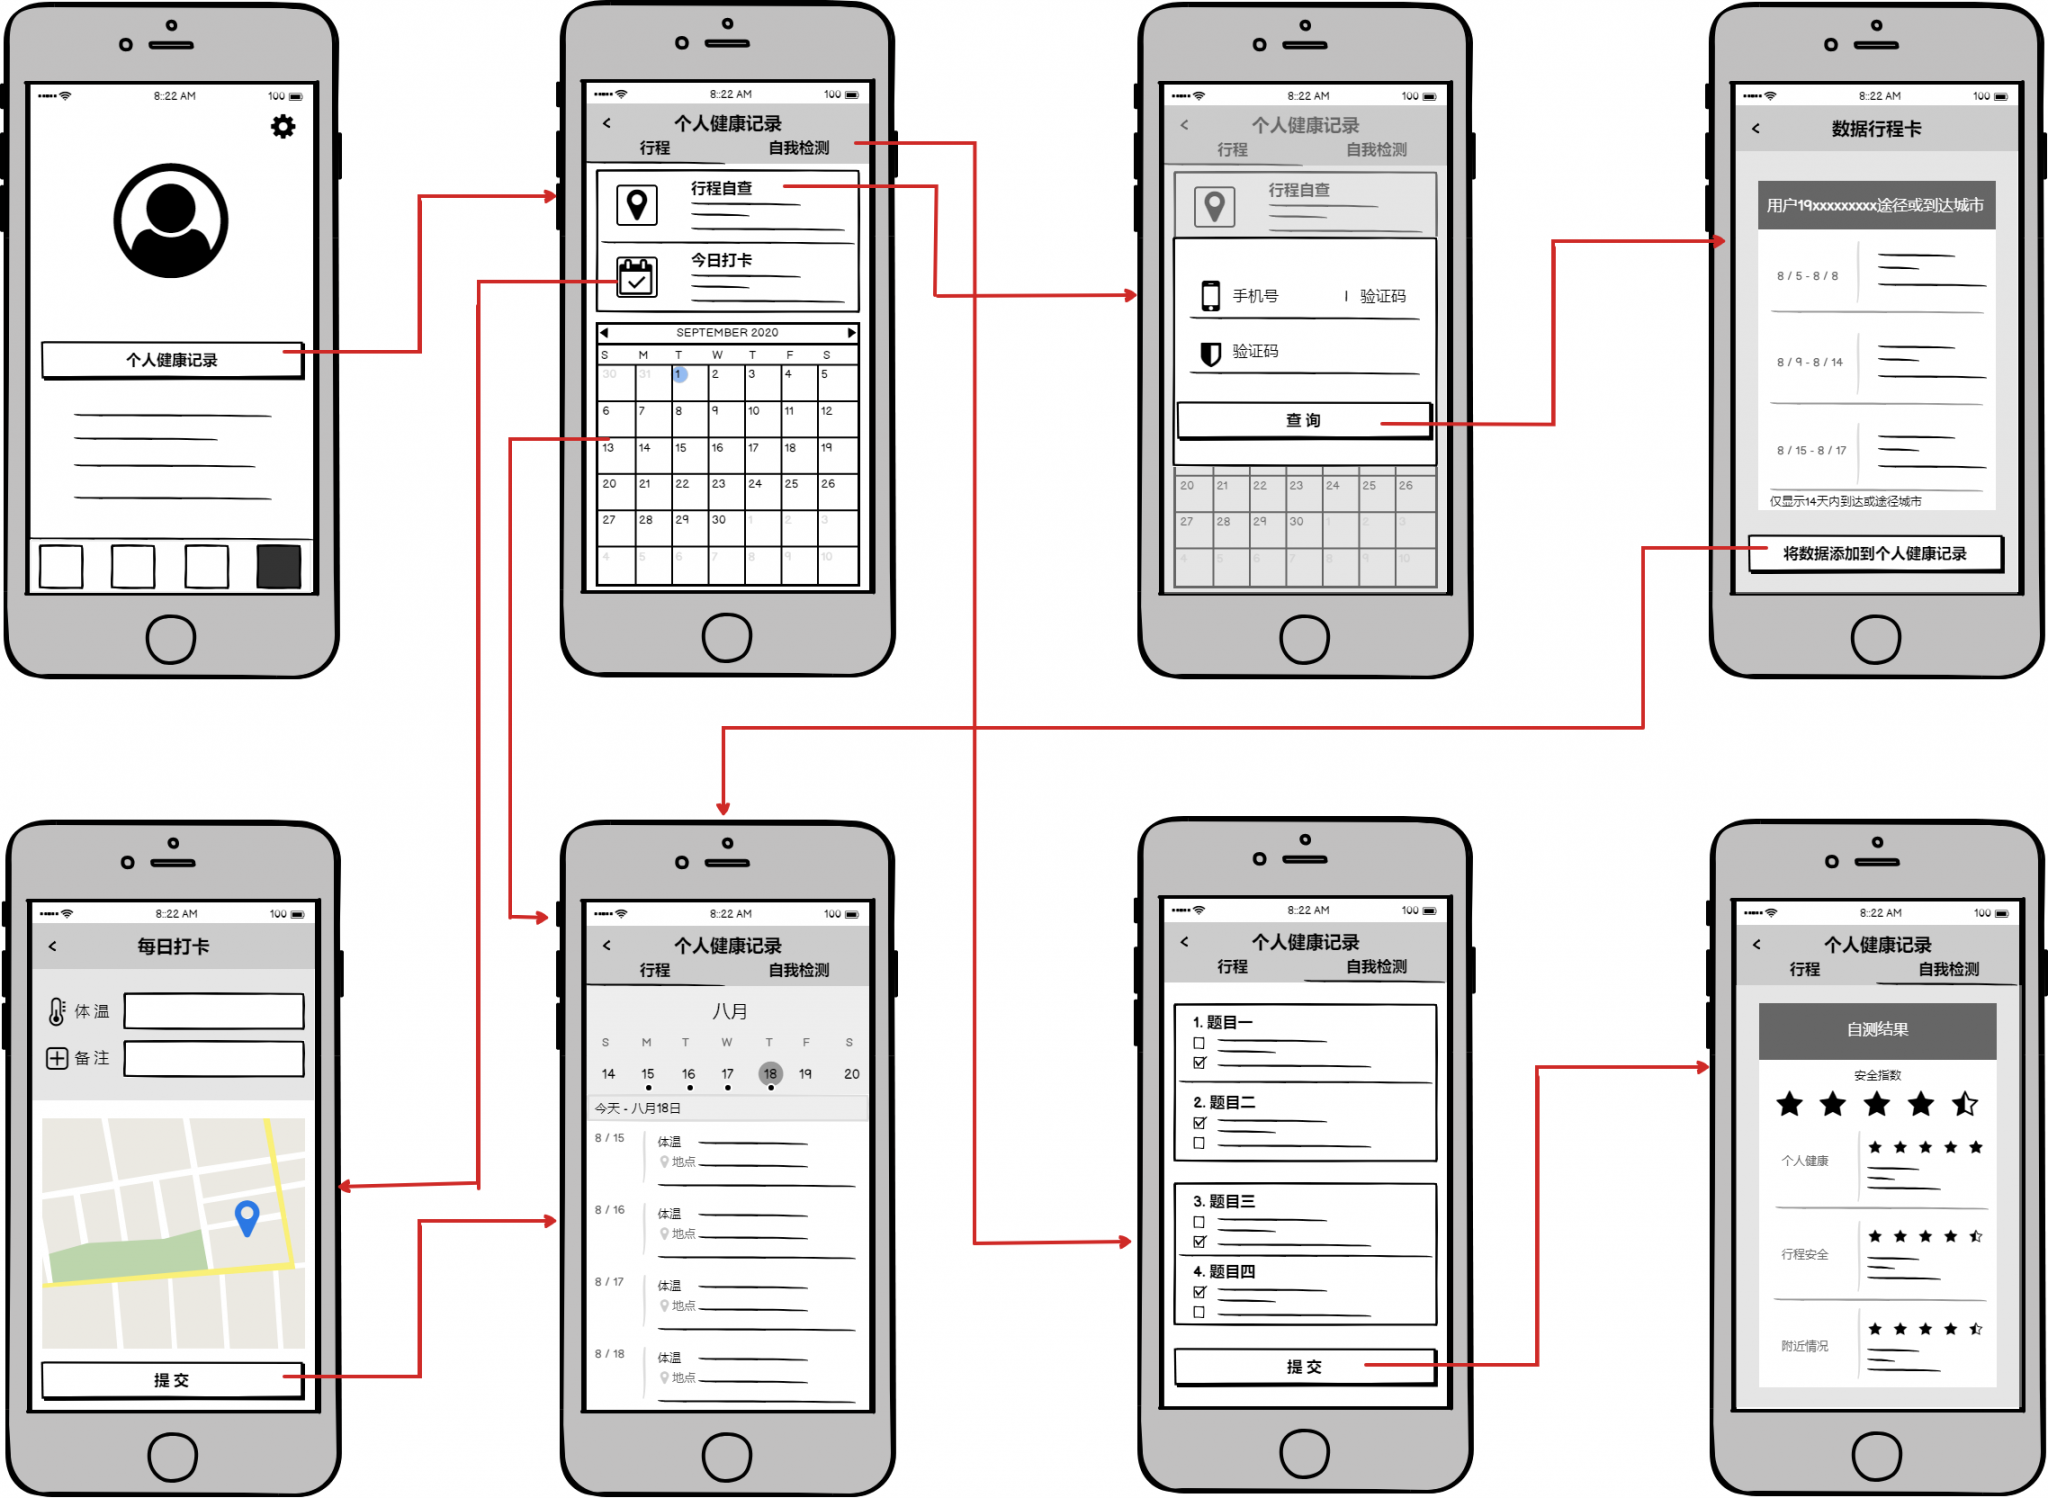 8::22 AM 100
个人健康记录
8::22 AM 100
< 个人健康记录
行程 自我检测
行程自查
今日打卡
SEPTEMBER 2020
S M T W T F S
30 31 1 2 3 4 5
6 7 8 9 10 11 12
13 14 15 16 17 18 19
20 21 22 23 24 25 26
27 28 29 30 1 2 3
4 5 6 7 8 9 10
8::22 AM 100
< 个人健康记录
行程 自我检测
行程自查
手机号 | 验证码
验证码
查 询
20 21 22 23 24 25 26
27 28 29 30 1 2 3
4 5 6 7 8 9 10
8::22 AM 100
< 数据行程卡
用户19xxxxxxxxx途径或到达城市
8 / 5 - 8 / 8
8 / 9 - 8 / 14
8 / 15 - 8 / 17
仅显示14天内到达或途径城市
将数据添加到个人健康记录
8::22 AM 100
< 每日打卡
体 温
备 注
提 交
8::22 AM 100
< 个人健康记录
行程 自我检测
八月
S M T W T F S
14 15 16 17 18 19 20
今天 - 八月18日
8 / 15 体温
地点
8 / 16 体温
地点
8 / 17 体温
地点
8 / 18 体温
地点
8::22 AM 100
< 个人健康记录
行程 自我检测
1. 题目一
2. 题目二
3. 题目三
4. 题目四
提 交
8::22 AM 100
< 个人健康记录
行程 自我检测
自测结果
安全指数
个人健康
行程安全
附近情况